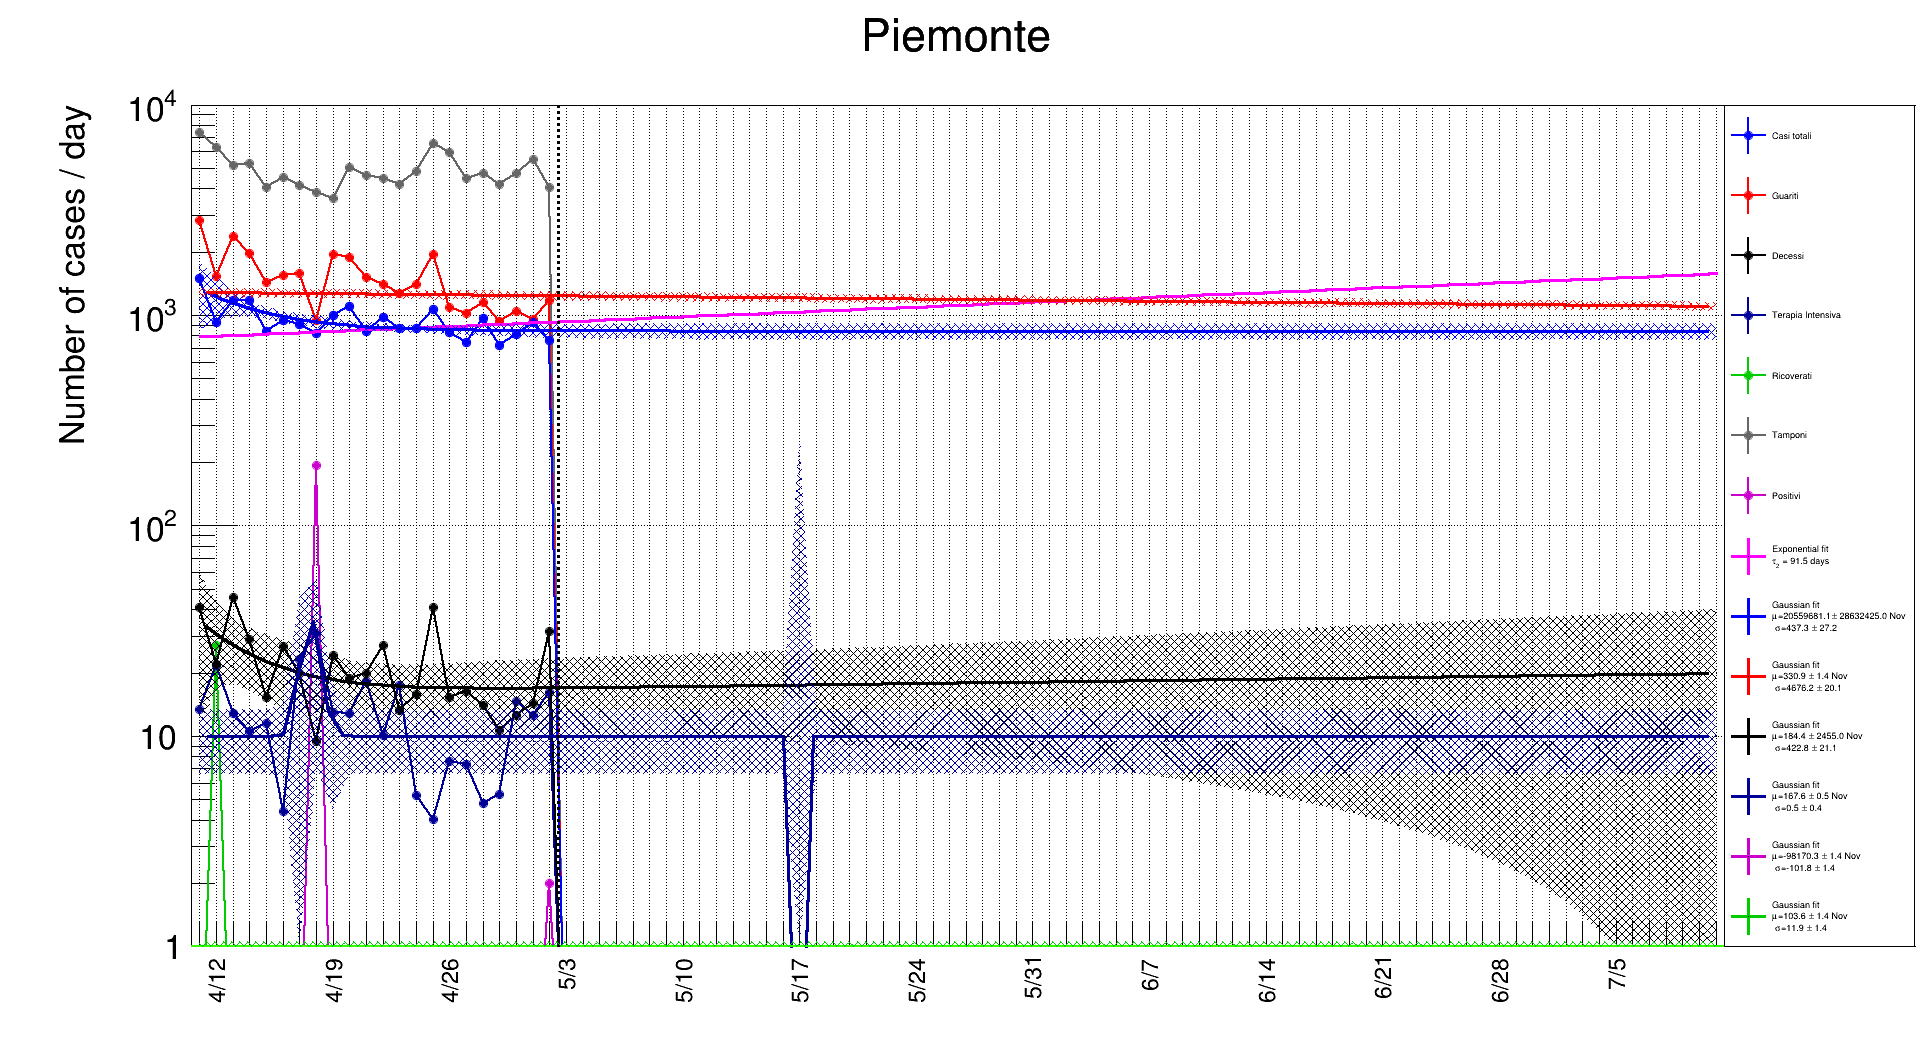 Piemonte
Number of cases / day
10^4
10^3
10^2
10
1
4/12
4/19
4/26
5/3
5/10
5/17
5/24
5/31
6/7
6/14
6/21
6/28
7/5
Casi totali
Guariti
Decessi
Terapia Intensiva
Ricoverati
Tamponi
Positivi
Exponential fit
τ_2 = 91.5 days
Gaussian fit
μ=20559681.1 ± 28632425.0 Nov
σ=437.3 ± 27.2
Gaussian fit
μ=330.9 ± 1.4 Nov
σ=4676.2 ± 20.1
Gaussian fit
μ=184.4 ± 2455.0 Nov
σ=422.8 ± 21.1
Gaussian fit
μ=167.6 ± 0.5 Nov
σ=0.5 ± 0.4
Gaussian fit
μ=-98170.3 ± 1.4 Nov
σ=-101.8 ± 1.4
Gaussian fit
μ=103.6 ± 1.4 Nov
σ=11.9 ± 1.4